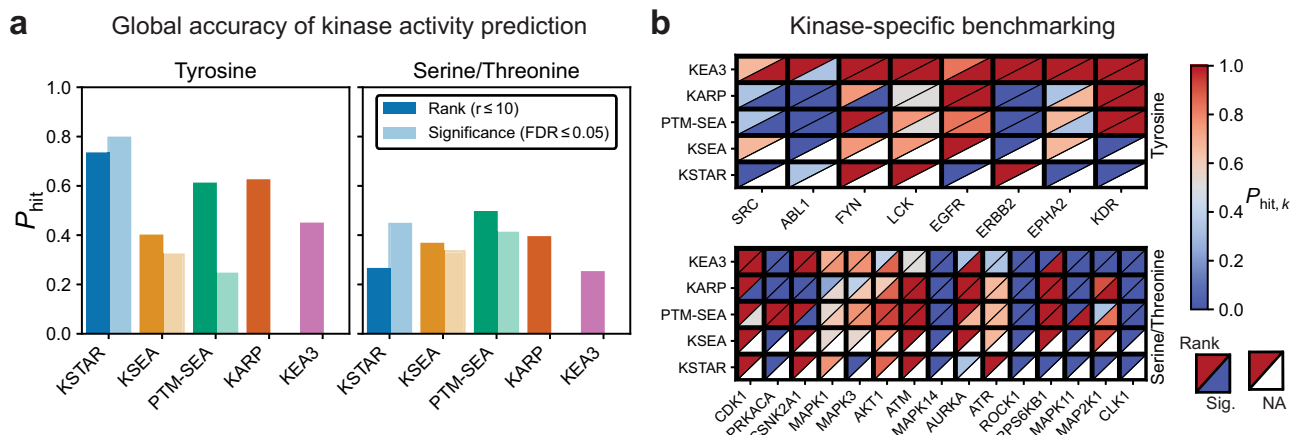 a
Global accuracy of kinase activity prediction
Tyrosine
Serine/Threonine
P_hit
1.0
0.8
0.6
0.4
0.2
0.0
Rank (r ≤ 10)
Significance (FDR ≤ 0.05)
KSTAR
KSEA
PTM-SEA
KARP
KEA3
KSTAR
KSEA
PTM-SEA
KARP
KEA3
b
Kinase-specific benchmarking
KEA3
KARP
PTM-SEA
KSEA
KSTAR
Tyrosine
SRC
ABL1
FYN
LCK
EGFR
ERBB2
EPHA2
KDR
KEA3
KARP
PTM-SEA
KSEA
KSTAR
Serine/Threonine
CDK1
PRKACA
CSNK2A1
MAPK1
MAPK3
AKT1
ATM
MAPK14
AURKA
ATR
ROCK1
RPS6KB1
MAPK11
MAP2K1
CLK1
1.0
0.8
0.6
0.4
0.2
0.0
P_hit, k
Rank
Sig.
NA